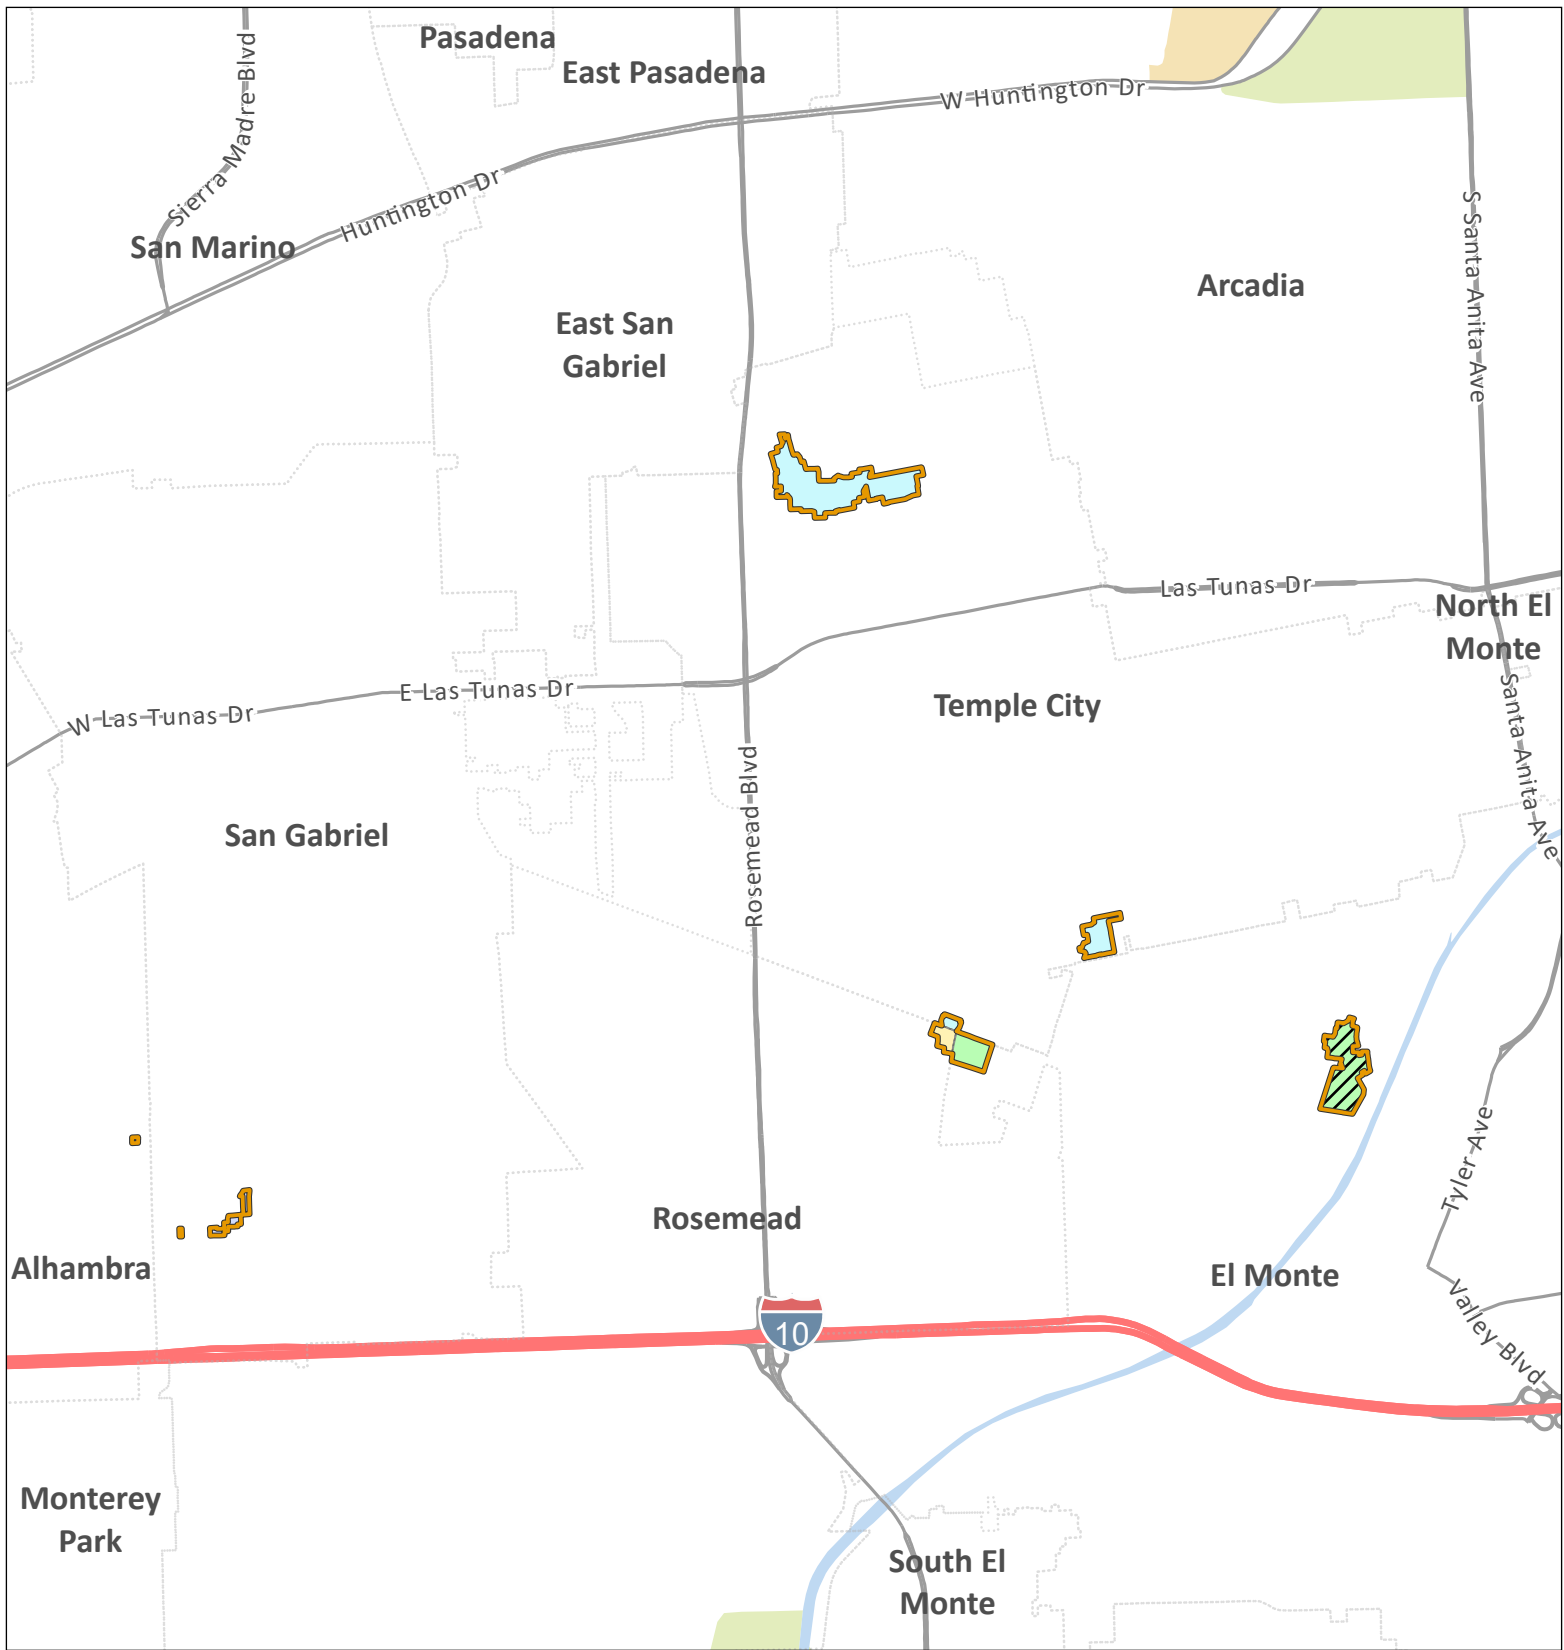 Pasadena
East Pasadena
Sierra Madre Blvd
W Huntington Dr
Huntington Dr
San Marino
S Santa Anita Ave
Arcadia
East San
Gabriel
Las Tunas Dr
North El
Monte
E Las Tunas Dr
W Las Tunas Dr
Temple City
Santa Anita Ave
Rosemead Blvd
San Gabriel
Tyler Ave
Rosemead
Alhambra
El Monte
10
Valley Blvd
Monterey
Park
South El
Monte